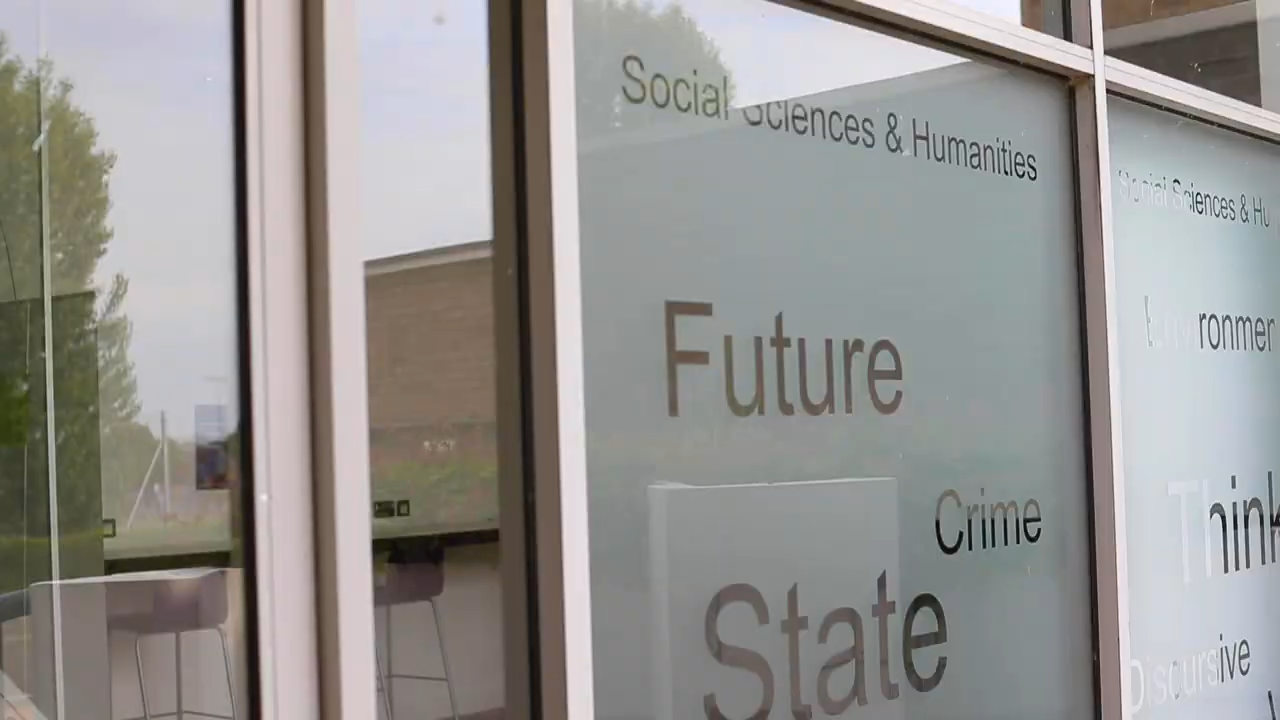 Social Sciences & Humanities
Future
Crime
State
Social Sciences & Hu
ronmen
Think
Discursive